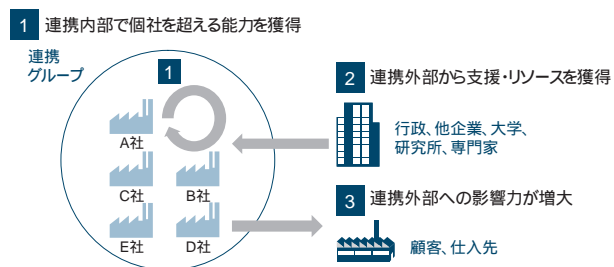 1 連携内部で個社を超える能力を獲得
連携
グループ
1
A社
C社
B社
E社
D社
2 連携外部から支援・リソースを獲得
行政、他企業、大学、
研究所、専門家
3 連携外部への影響力が増大
顧客、仕入先